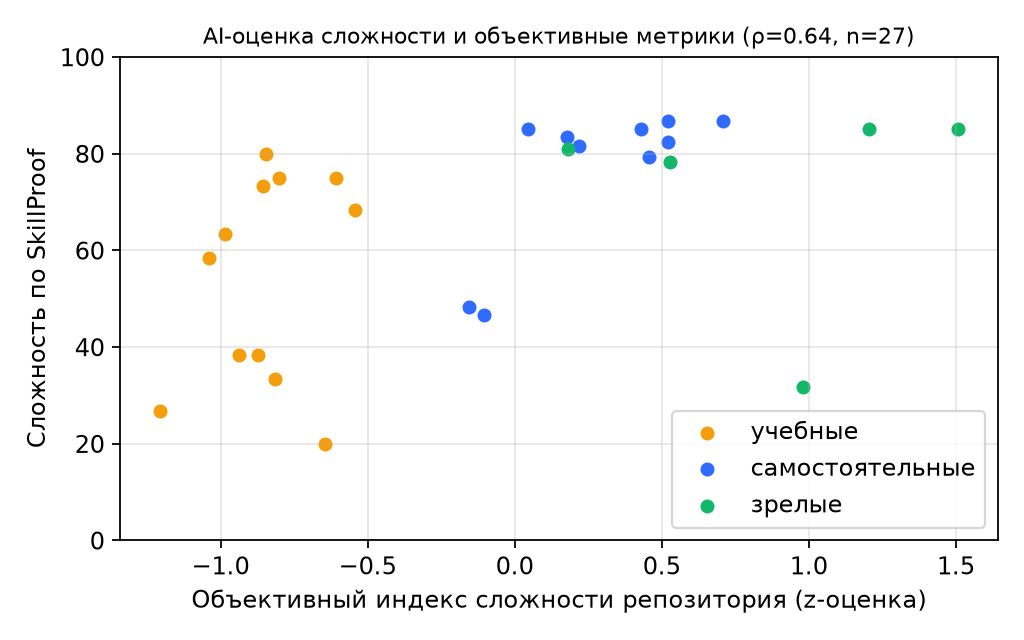 AI-оценка сложности и объективные метрики (ρ=0.64, n=27)
Сложность по SkillProof
100
80
60
40
20
0
учебные
самостоятельные
зрелые
−1.0 −0.5 0.0 0.5 1.0 1.5
Объективный индекс сложности репозитория (z-оценка)